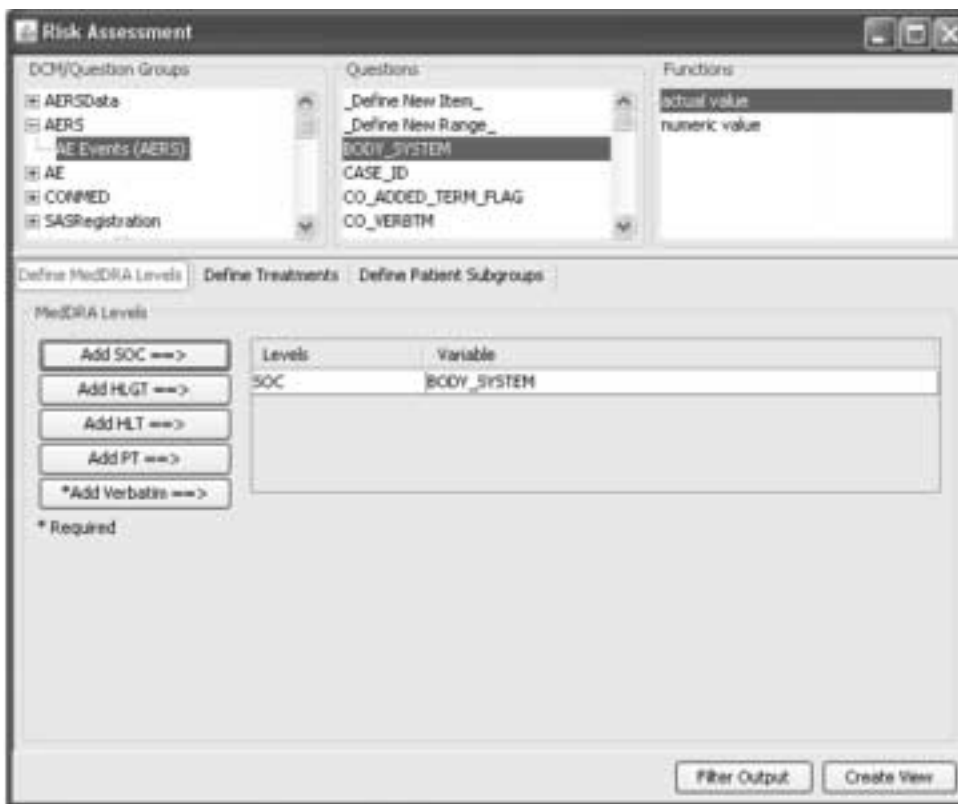 Risk Assessment
DCM/Question Groups
AERSData
AERS
AE Events (AERS)
AE
CONMED
SASRegistration
Questions
_Define New Item_
_Define New Range_
BODY_SYSTEM
CASE_ID
CO_ADDED_TERM_FLAG
CO_VERBTM
Functions
actual value
numeric value
Define MedDRA Levels Define Treatments Define Patient Subgroups
MedDRA Levels
Add SOC ==>
Add HLGT ==>
Add HLT ==>
Add PT ==>
*Add Verbatim ==>
* Required
Levels Variable
SOC BODY_SYSTEM
Filter Output Create View